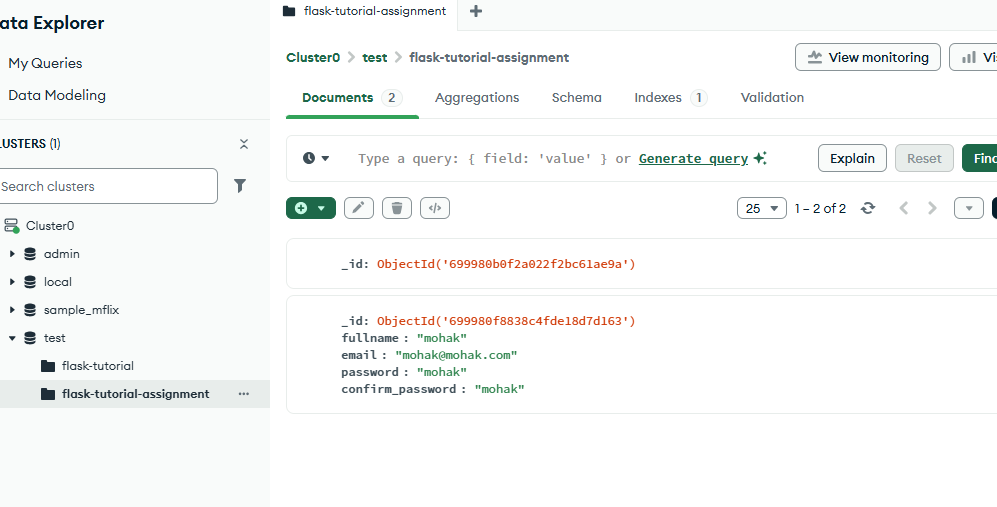 ata Explorer
My Queries
Data Modeling
LUSTERS (1)
Search clusters
Cluster0
admin
local
sample_mflix
test
flask-tutorial
flask-tutorial-assignment
flask-tutorial-assignment
Cluster0 > test > flask-tutorial-assignment
View monitoring
Vi
Documents 2 Aggregations Schema Indexes 1 Validation
Type a query: { field: 'value' } or Generate query
Explain Reset Find
25 1 – 2 of 2
_id: ObjectId('699980b0f2a022f2bc61ae9a')
_id: ObjectId('699980f8838c4fde18d7d163')
fullname : "mohak"
email : "mohak@mohak.com"
password : "mohak"
confirm_password : "mohak"